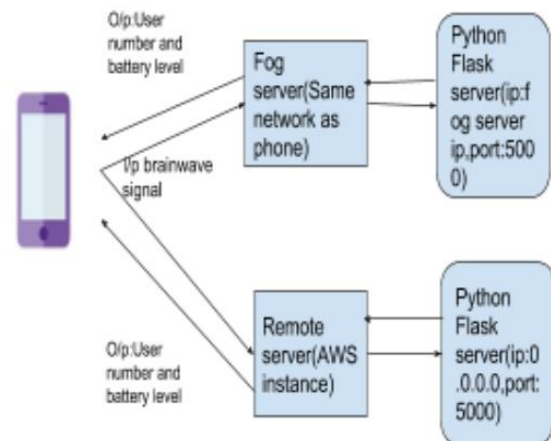 O/p:User
number and
battery level
Fog
server(Same
network as
phone)
Python
Flask
server(ip:f
og server
ip,port:500
0)
I/p brainwave
signal
O/p:User
number and
battery level
Remote
server(AWS
instance)
Python
Flask
server(ip:0
.0.0.0,port:
5000)